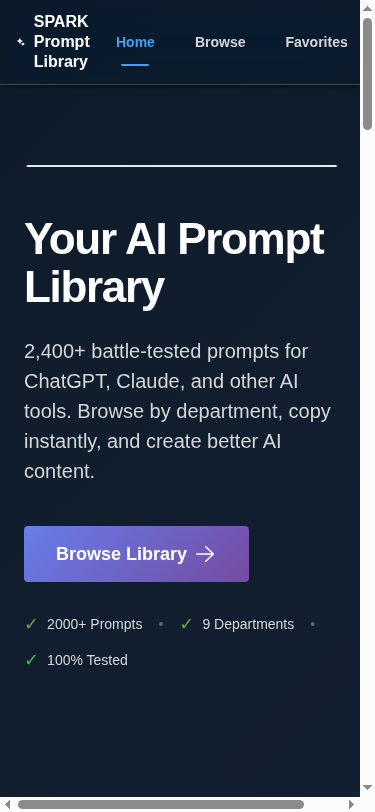 SPARK
Prompt
Library
Home
Browse
Favorites
Your AI Prompt
Library
2,400+ battle-tested prompts for
ChatGPT, Claude, and other AI
tools. Browse by department, copy
instantly, and create better AI
content.
Browse Library →
✓ 2000+ Prompts • ✓ 9 Departments •
✓ 100% Tested